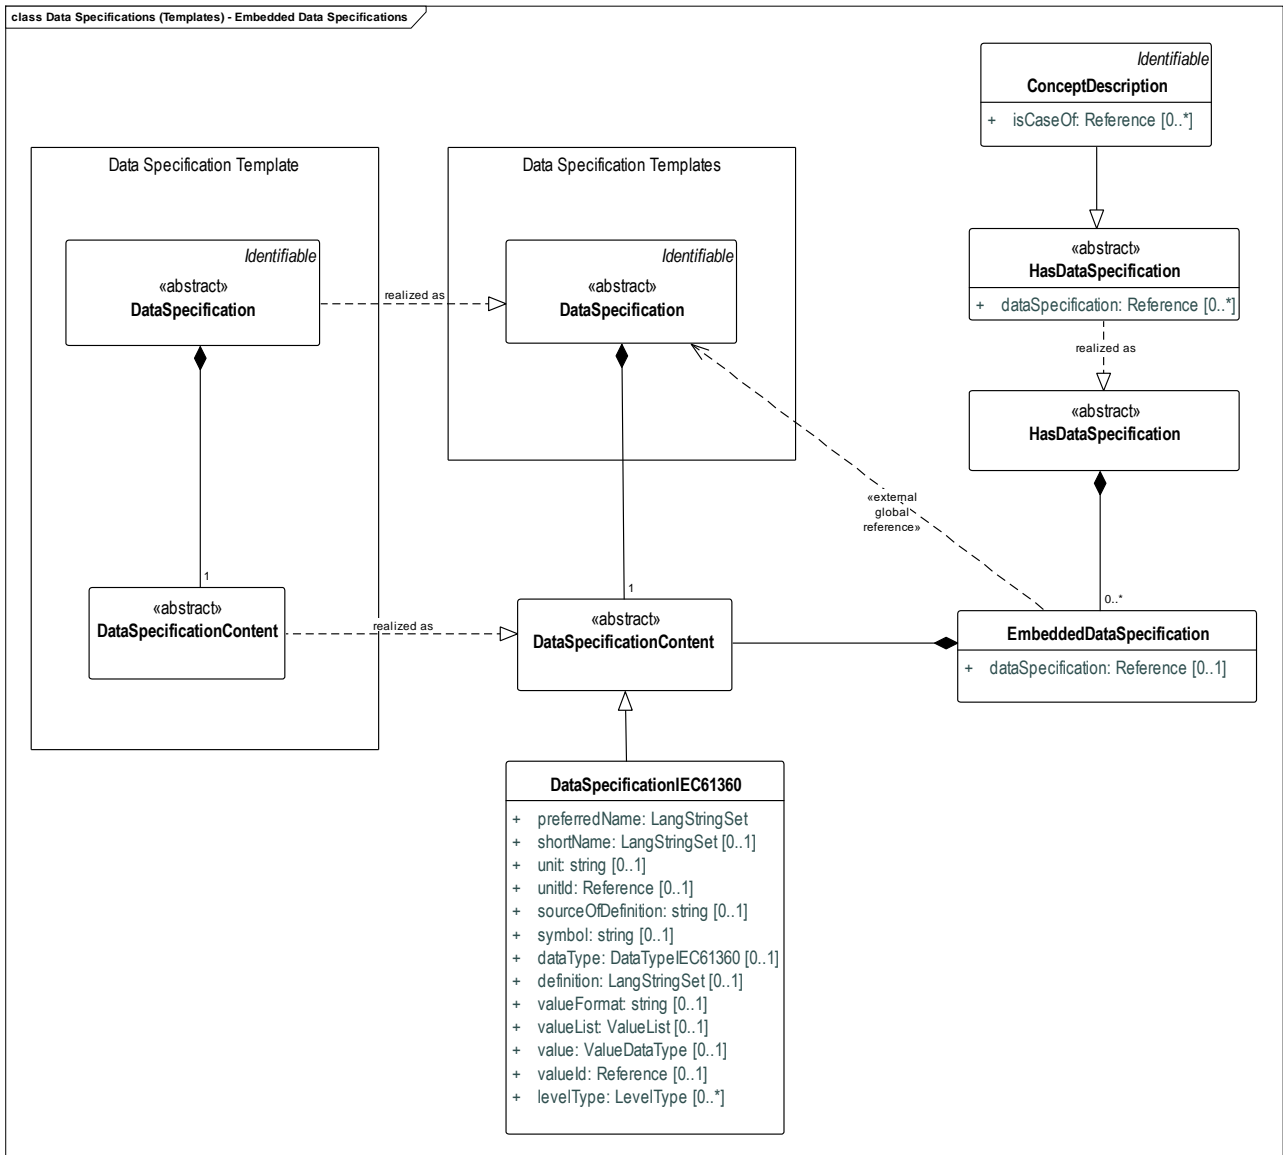 class Data Specifications (Templates) - Embedded Data Specifications
Identifiable
ConceptDescription
+ isCaseOf: Reference [0..*]
Data Specification Template
Data Specification Templates
Identifiable
«abstract»
DataSpecification
realized as
Identifiable
«abstract»
DataSpecification
«abstract»
HasDataSpecification
+ dataSpecification: Reference [0..*]
realized as
«abstract»
HasDataSpecification
«external
global
reference»
1
«abstract»
DataSpecificationContent
realized as
1
«abstract»
DataSpecificationContent
0..*
EmbeddedDataSpecification
+ dataSpecification: Reference [0..1]
DataSpecificationIEC61360
+ preferredName: LangStringSet
+ shortName: LangStringSet [0..1]
+ unit: string [0..1]
+ unitId: Reference [0..1]
+ sourceOfDefinition: string [0..1]
+ symbol: string [0..1]
+ dataType: DataTypeIEC61360 [0..1]
+ definition: LangStringSet [0..1]
+ valueFormat: string [0..1]
+ valueList: ValueList [0..1]
+ value: ValueDataType [0..1]
+ valueId: Reference [0..1]
+ levelType: LevelType [0..*]